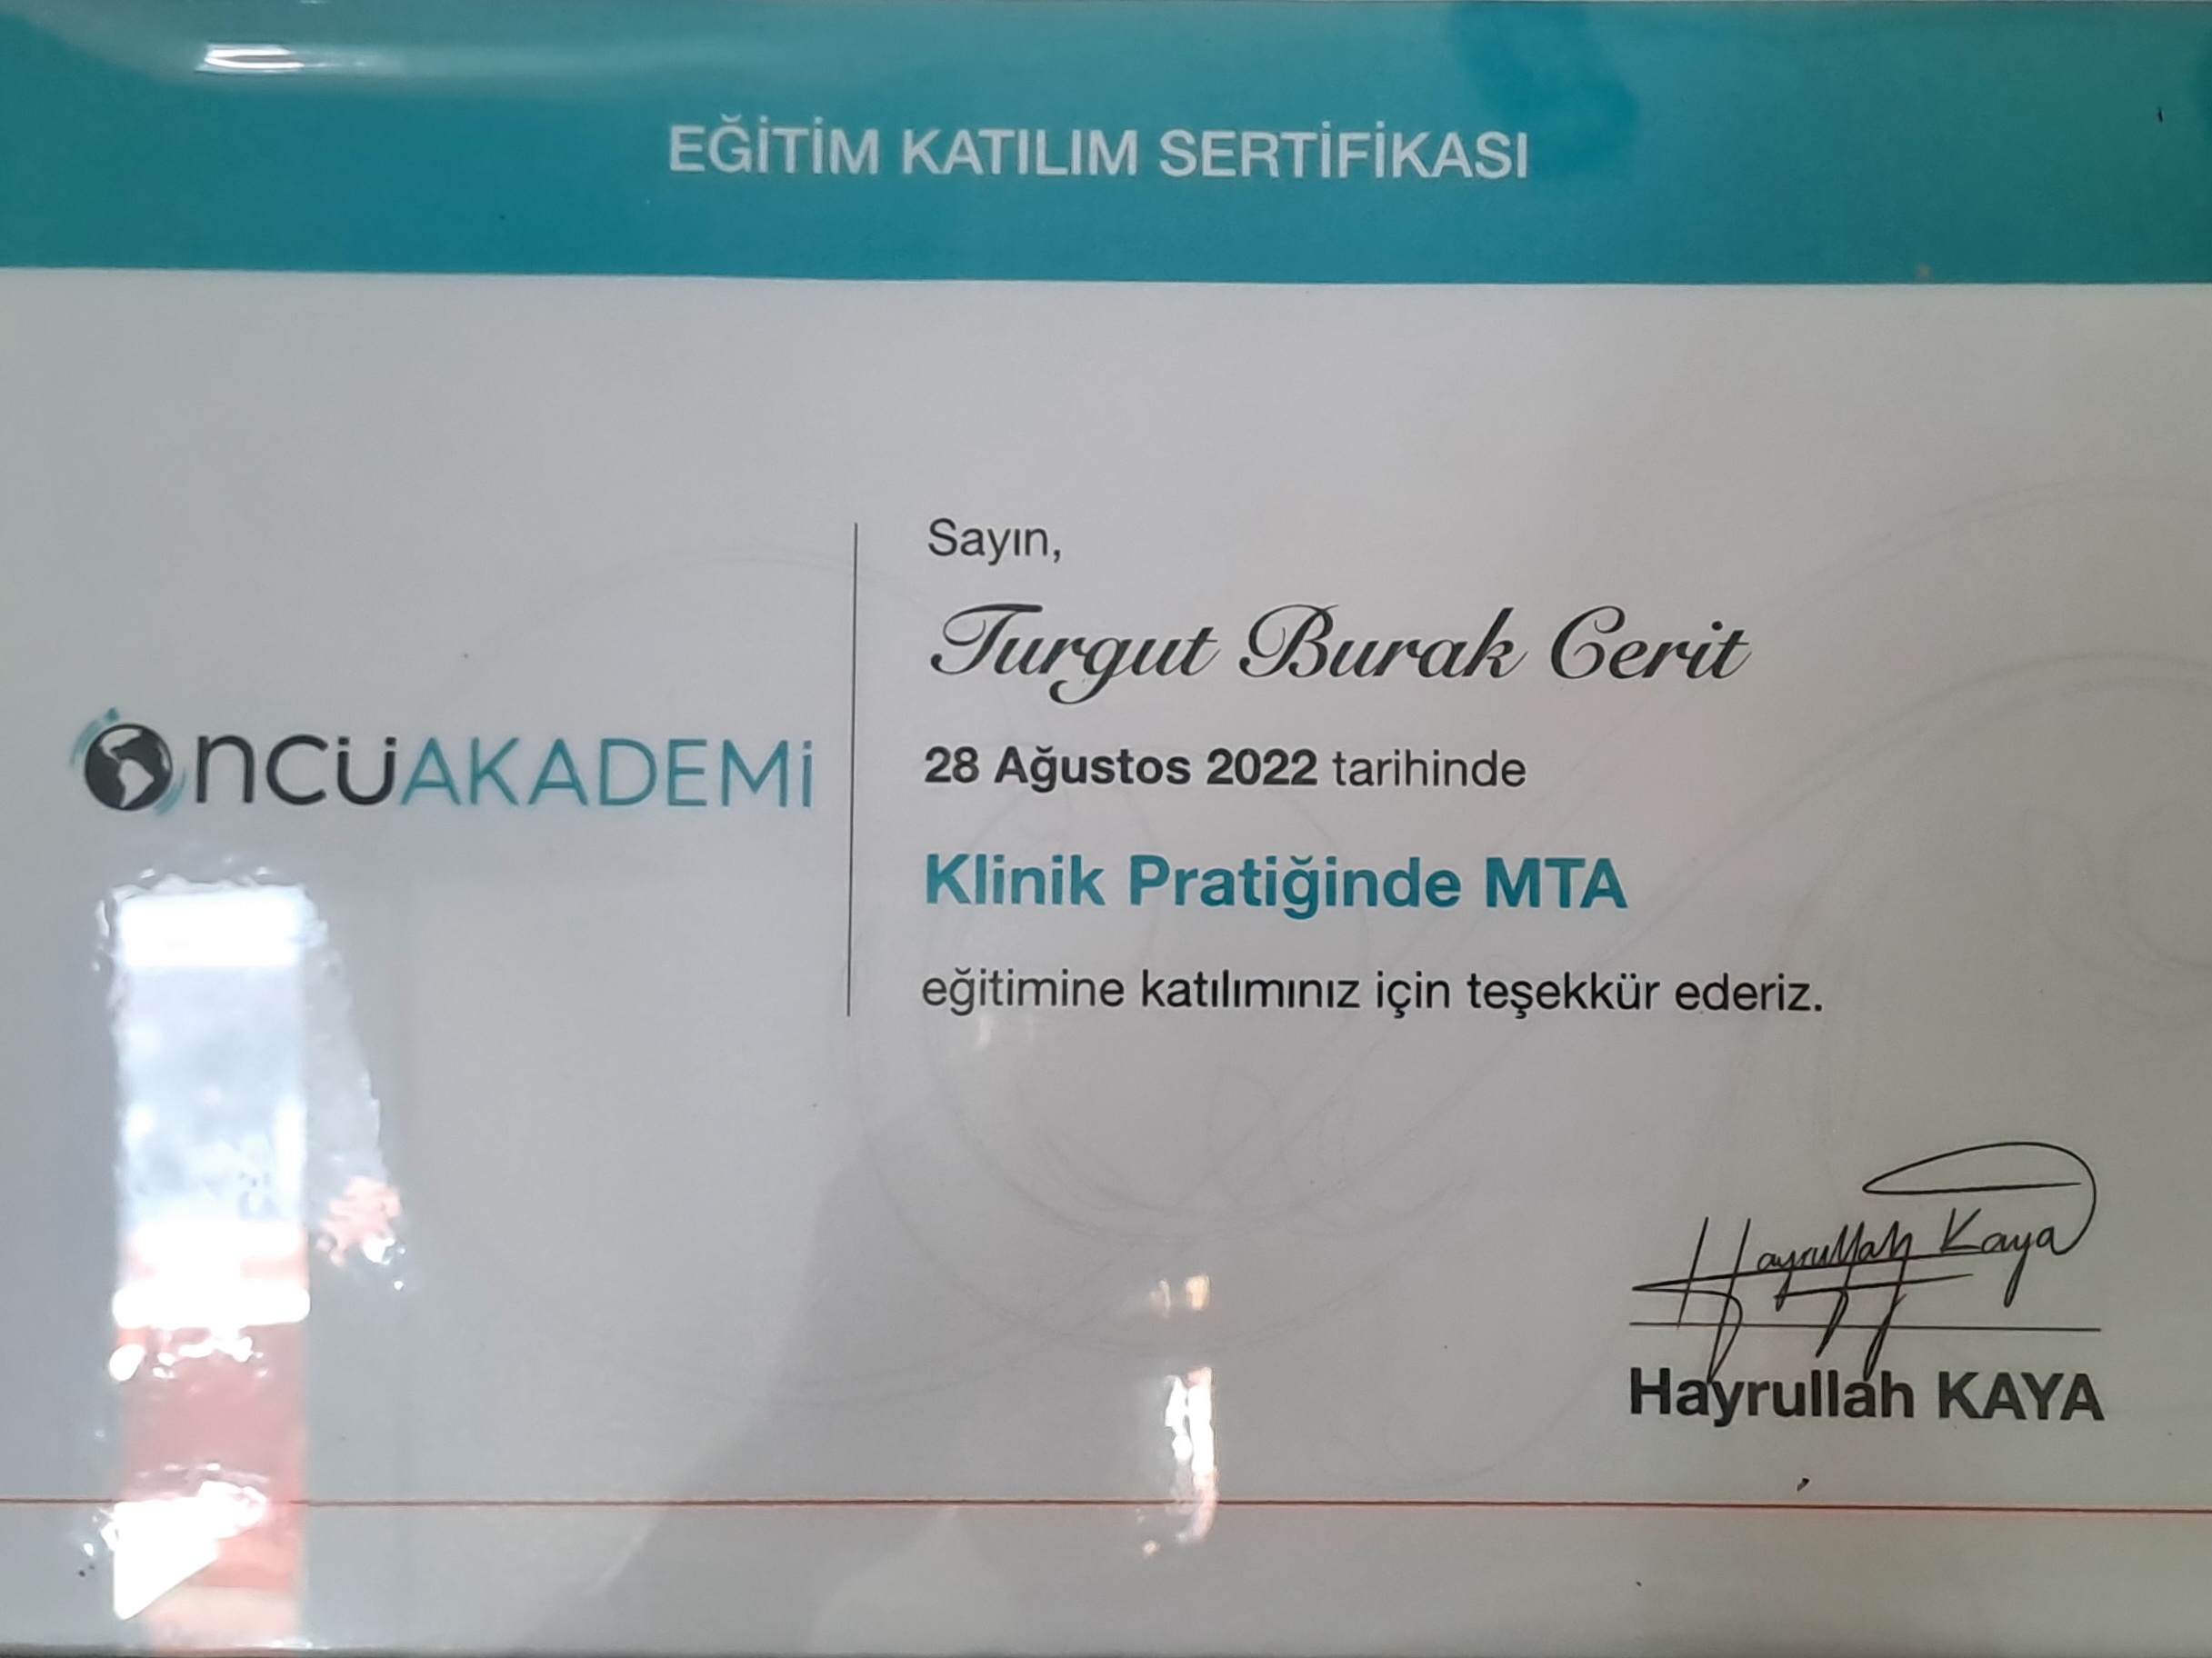 EĞİTİM KATILIM SERTİFİKASI
Sayın,
Turgut Burak Cerit
ÖNCÜAKADEMİ
28 Ağustos 2022 tarihinde
Klinik Pratiğinde MTA
eğitimine katılımınız için teşekkür ederiz.
Hayrullah Kaya
Hayrullah KAYA